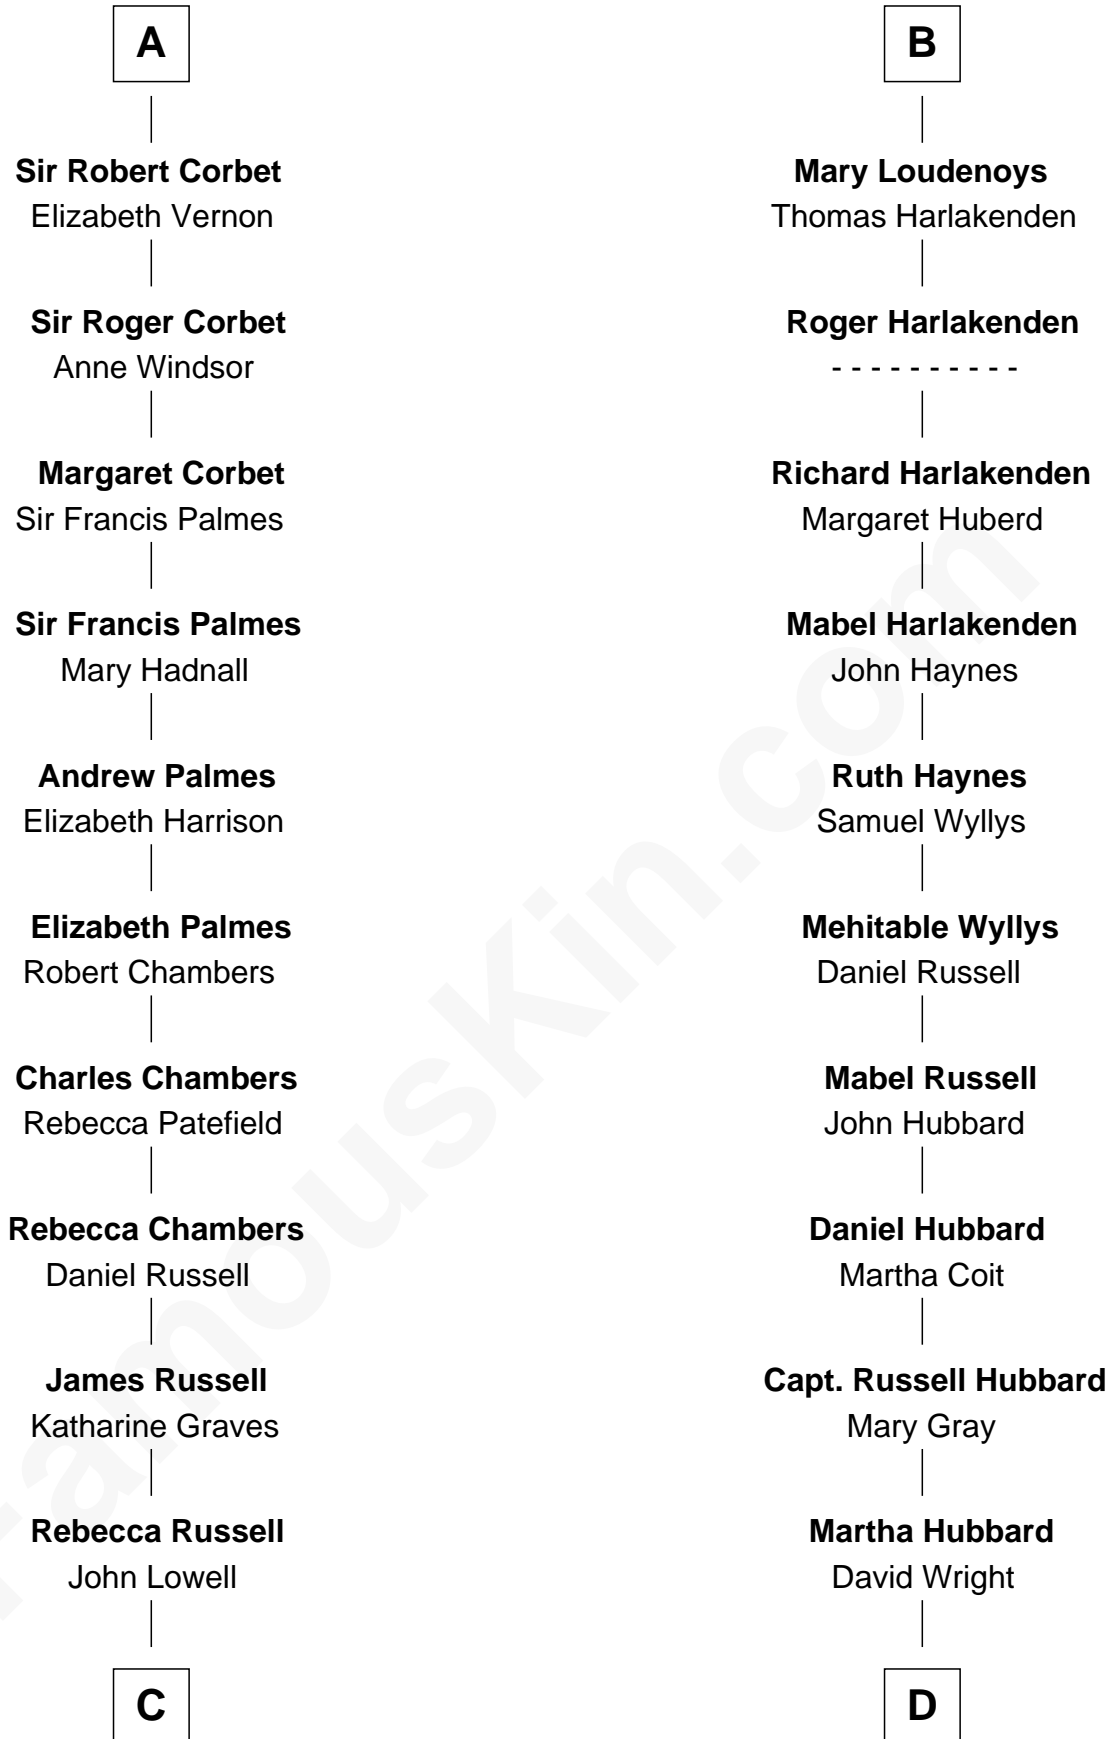 A
Sir Robert Corbet
Elizabeth Vernon
Sir Roger Corbet
Anne Windsor
Margaret Corbet
Sir Francis Palmes
Sir Francis Palmes
Mary Hadnall
Andrew Palmes
Elizabeth Harrison
Elizabeth Palmes
Robert Chambers
Charles Chambers
Rebecca Patefield
Rebecca Chambers
Daniel Russell
James Russell
Katharine Graves
Rebecca Russell
John Lowell
C
B
Mary Loudenoys
Thomas Harlakenden
Roger Harlakenden
- - - - - - - - - -
Richard Harlakenden
Margaret Huberd
Mabel Harlakenden
John Haynes
Ruth Haynes
Samuel Wyllys
Mehitable Wyllys
Daniel Russell
Mabel Russell
John Hubbard
Daniel Hubbard
Martha Coit
Capt. Russell Hubbard
Mary Gray
Martha Hubbard
David Wright
D
FamousKin.com